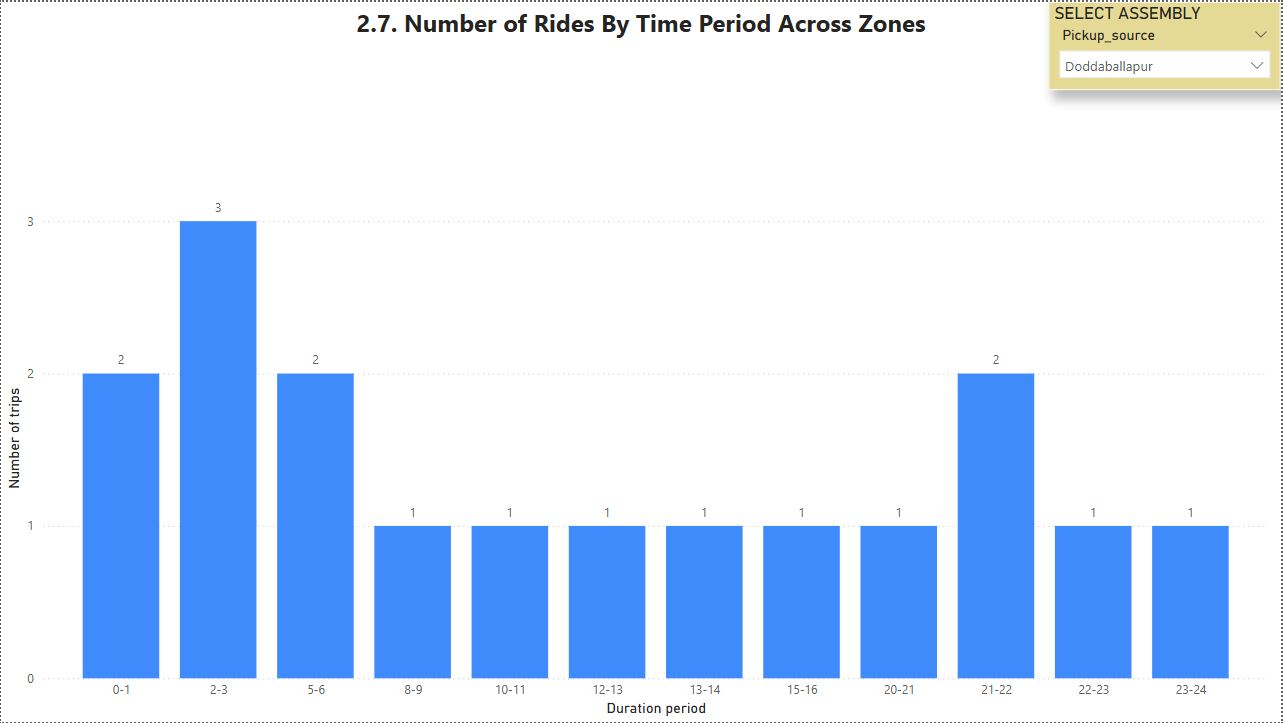 2.7. Number of Rides By Time Period Across Zones
SELECT ASSEMBLY
Pickup_source
Doddaballapur
Number of trips
3
2
1
0
2
3
2
1
1
1
1
1
1
2
1
1
0-1 2-3 5-6 8-9 10-11 12-13 13-14 15-16 20-21 21-22 22-23 23-24
Duration period